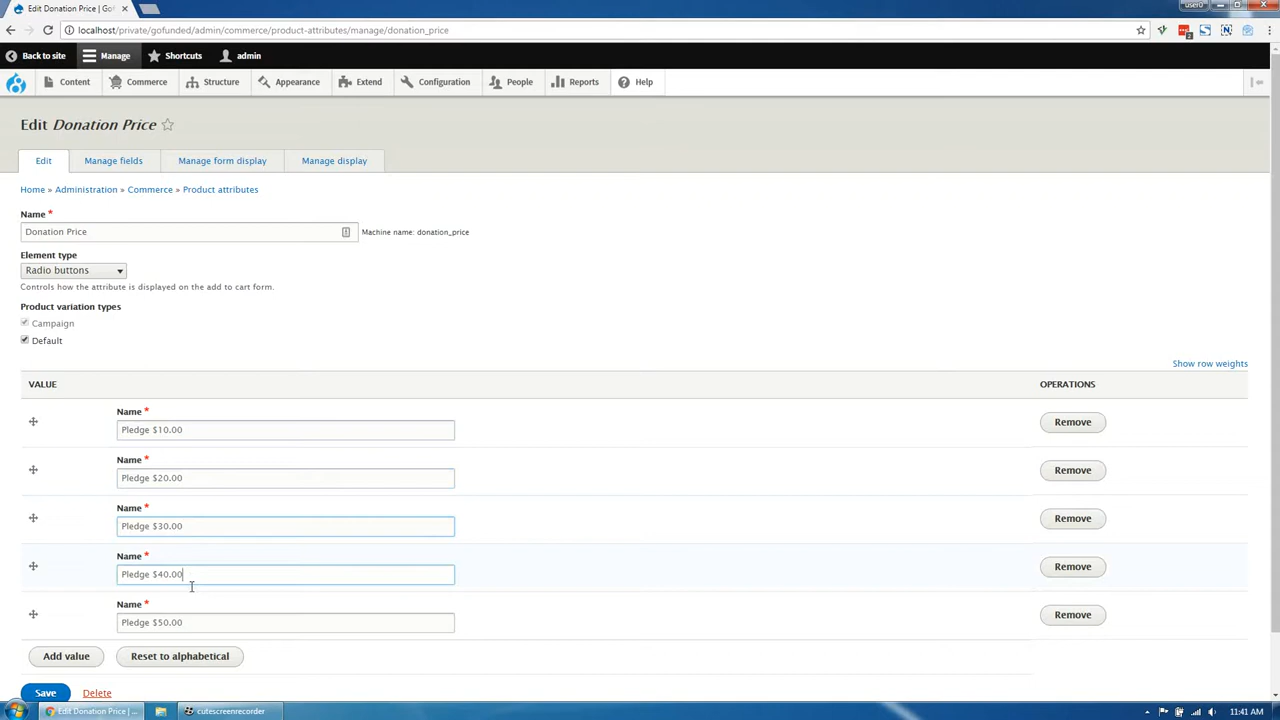 Edit Donation Price | Gof
user0
localhost/private/gofunded/admin/commerce/product-attributes/manage/donation_price
Back to site
Manage
Shortcuts
admin
Content
Commerce
Structure
Appearance
Extend
Configuration
People
Reports
Help
Edit Donation Price
Edit
Manage fields
Manage form display
Manage display
Home » Administration » Commerce » Product attributes
Name *
Donation Price
Machine name: donation_price
Element type
Radio buttons
Controls how the attribute is displayed on the add to cart form.
Product variation types
Campaign
Default
Show row weights
VALUE
OPERATIONS
Name *
Pledge $10.00
Remove
Name *
Pledge $20.00
Remove
Name *
Pledge $30.00
Remove
Name *
Pledge $40.00
Remove
Name *
Pledge $50.00
Remove
Add value
Reset to alphabetical
Save
Delete
Edit Donation Price | ...
cutescreenrecorder
11:41 AM